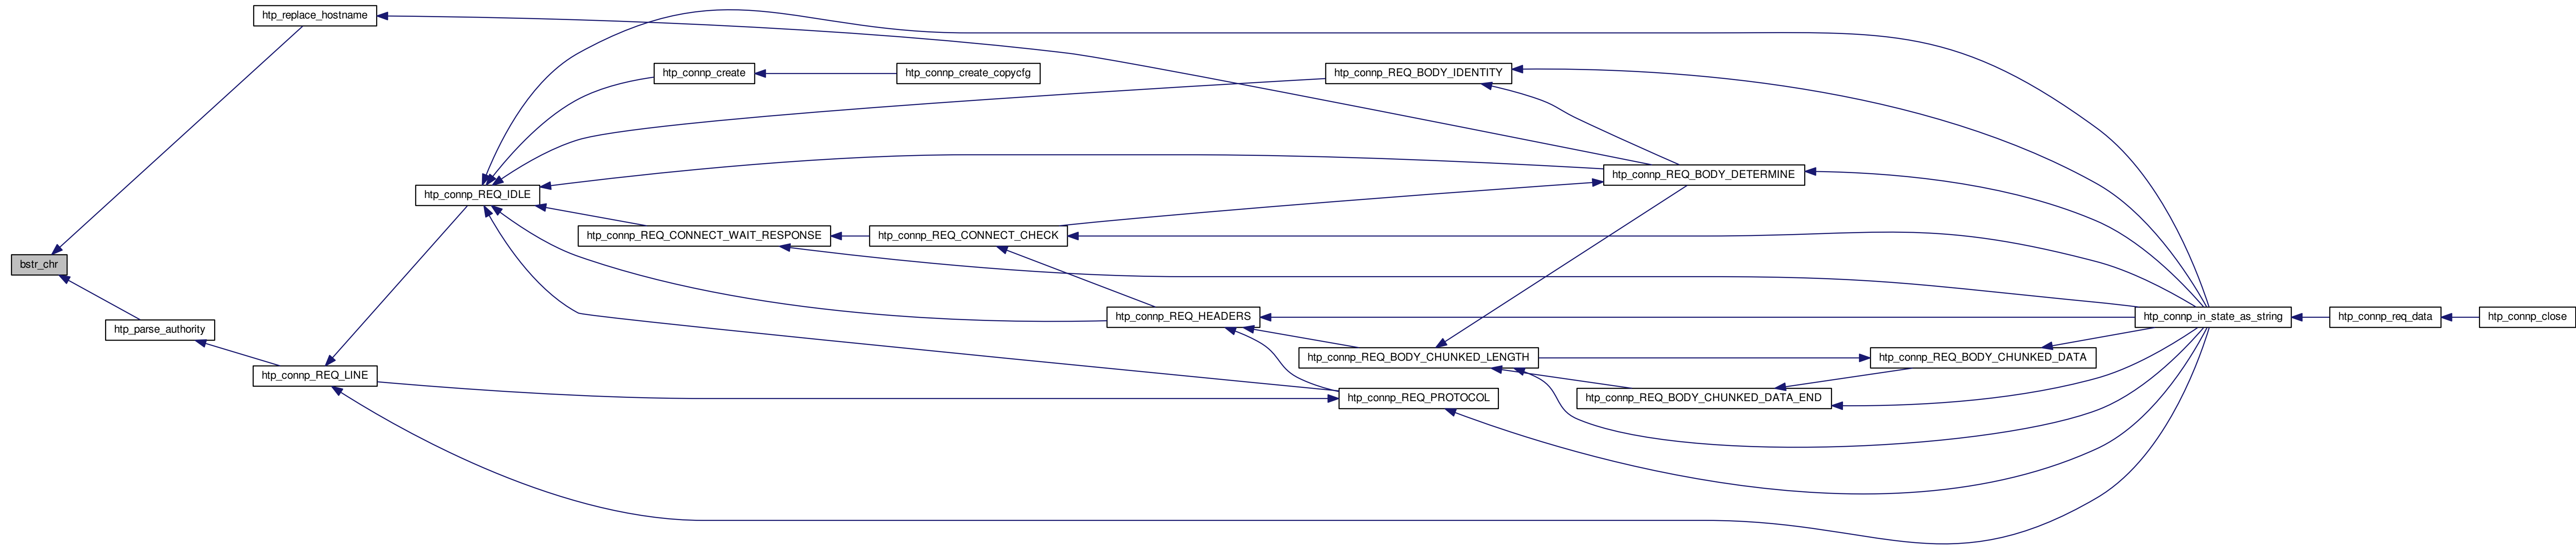 htp_replace_hostname
htp_connp_create
htp_connp_create_copycfg
htp_connp_REQ_BODY_IDENTITY
htp_connp_REQ_BODY_DETERMINE
htp_connp_REQ_IDLE
htp_connp_REQ_CONNECT_WAIT_RESPONSE
htp_connp_REQ_CONNECT_CHECK
bstr_chr
htp_connp_REQ_HEADERS
htp_connp_in_state_as_string
htp_connp_req_data
htp_connp_close
htp_parse_authority
htp_connp_REQ_BODY_CHUNKED_LENGTH
htp_connp_REQ_BODY_CHUNKED_DATA
htp_connp_REQ_LINE
htp_connp_REQ_PROTOCOL
htp_connp_REQ_BODY_CHUNKED_DATA_END